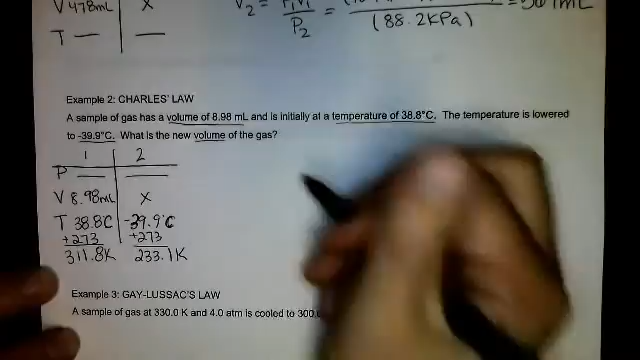 V 478mL | x V₂ = P₁V₁ / P₂ = (88.2KPa) =
T — | —
Example 2: CHARLES' LAW
A sample of gas has a volume of 8.98 mL and is initially at a temperature of 38.8°C. The temperature is lowered
to -39.9°C. What is the new volume of the gas?
1 | 2
P — | —
V 8.98mL | x
T 38.8C | -39.9°C
+273 | +273
311.8K | 233.1K
Example 3: GAY-LUSSAC'S LAW
A sample of gas at 330.0 K and 4.0 atm is cooled to 300.